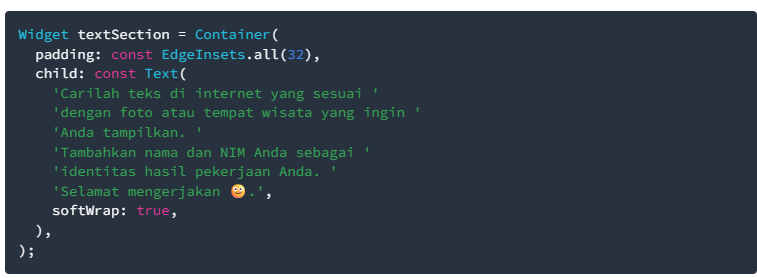 Widget textSection = Container(
  padding: const EdgeInsets.all(32),
  child: const Text(
    'Carilah teks di internet yang sesuai '
    'dengan foto atau tempat wisata yang ingin '
    'Anda tampilkan. '
    'Tambahkan nama dan NIM Anda sebagai '
    'identitas hasil pekerjaan Anda. '
    'Selamat mengerjakan 🙂.',
    softWrap: true,
  ),
);